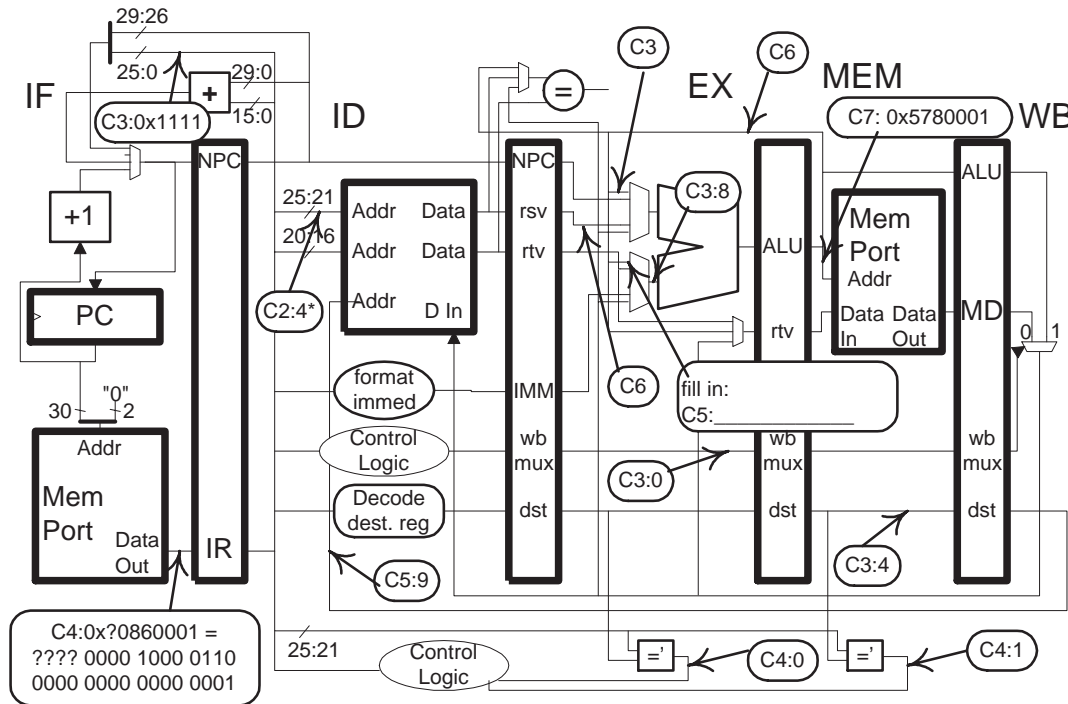 29:26
25:0
29:0
15:0
IF
+
C3:0x1111
ID
=
C3
C6
EX
MEM
C7: 0x5780001
WB
NPC
NPC
ALU
+1
25:21
20:16
Addr
Data
Addr
Data
Addr
D In
rsv
rtv
C3:8
ALU
Mem
Port
Addr
Data
In
Data
Out
MD
0
1
PC
C2:4*
rtv
C6
fill in:
C5:
format
immed
IMM
30
"0"
2
Addr
Mem
Port
Data
Out
IR
Control
Logic
wb
mux
wb
mux
wb
mux
C3:0
Decode
dest. reg
dst
dst
dst
C3:4
C5:9
C4:0x?0860001 =
???? 0000 1000 0110
0000 0000 0000 0001
25:21
Control
Logic
='
C4:0
='
C4:1